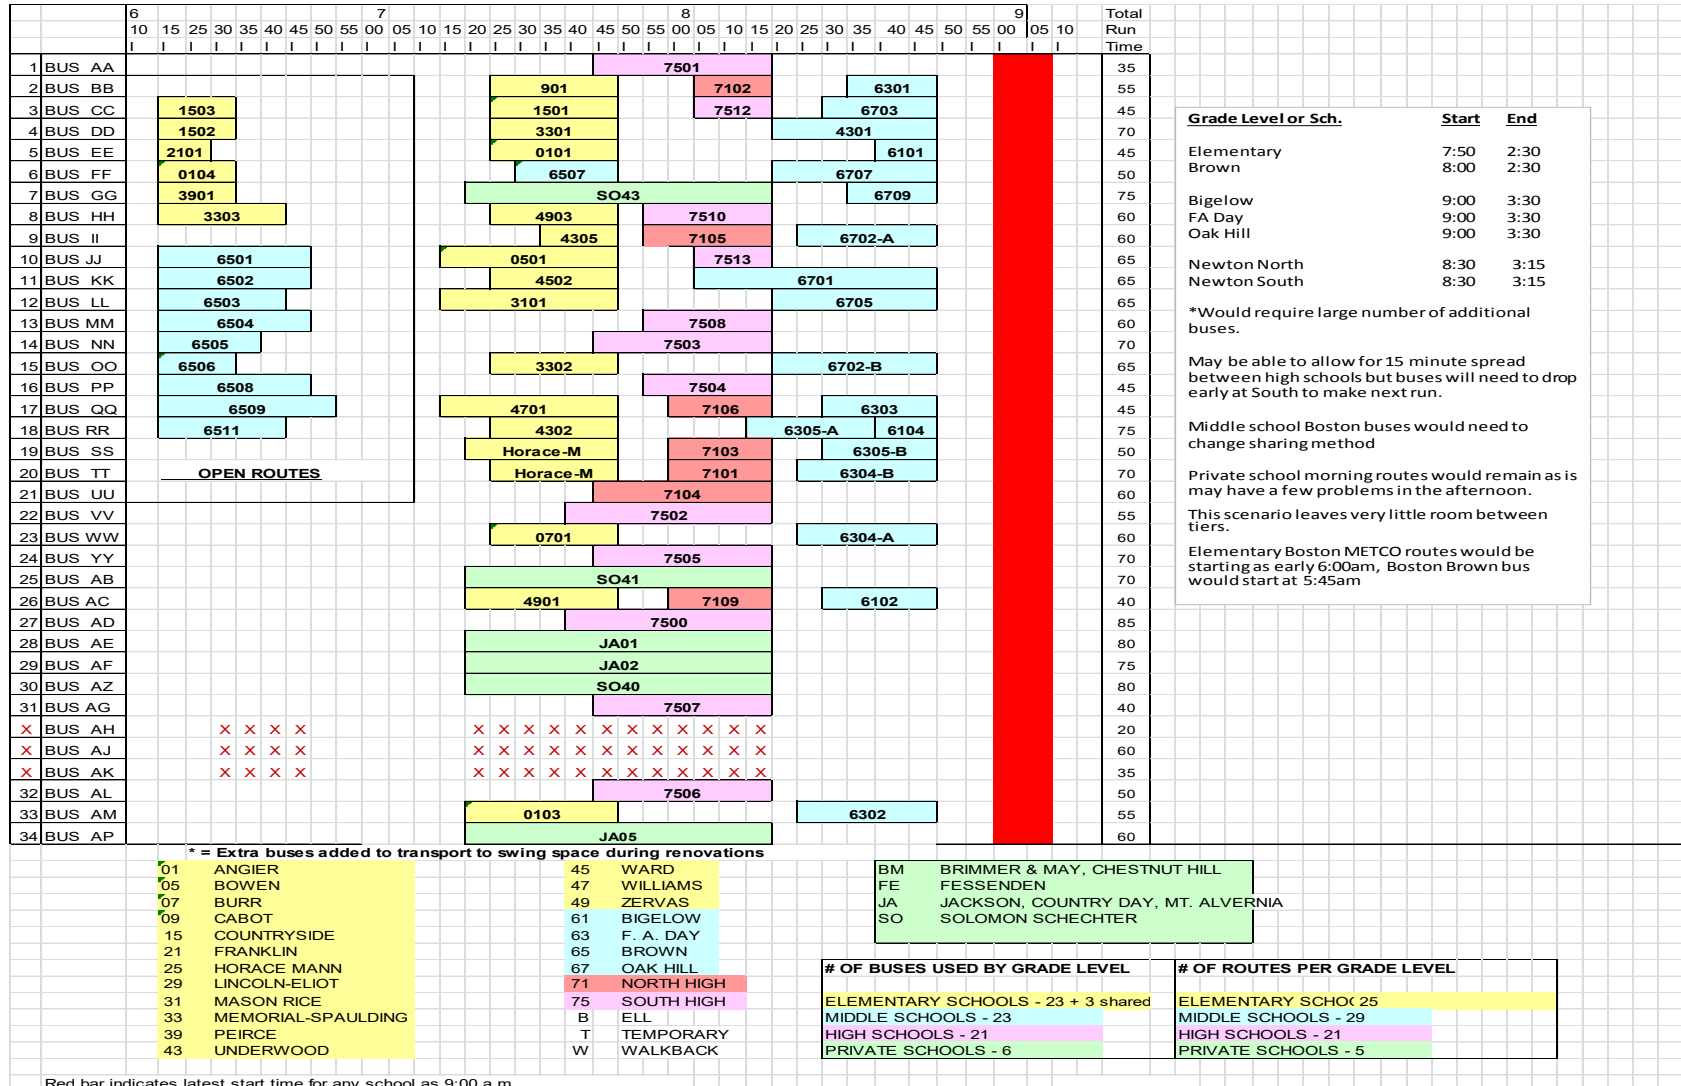 6 7 8 9 Total
10 15 25 30 40 45 50 55 00 05 10 15 20 25 30 35 40 45 50 55 00 05 10 15 20 25 30 35 40 45 50 55 00 05 10 Run
Time
1 BUS AA 7501 35
2 BUS BB 901 7102 6301 55
3 BUS CC 1503 1501 7512 6703 45
4 BUS DD 1502 3301 4301 70
5 BUS EE 2101 0101 6101 45
6 BUS FF 0104 6507 6707 50
7 BUS GG 3901 SO43 6709 75
8 BUS HH 3303 4903 7510 60
9 BUS II 4305 7105 6702-A 60
10 BUS JJ 6501 0501 7513 65
11 BUS KK 6502 4502 6701 65
12 BUS LL 6503 3101 6705 65
13 BUS MM 6504 7508 60
14 BUS NN 6505 7503 70
15 BUS OO 6506 3302 6702-B 65
16 BUS PP 6508 7504 45
17 BUS QQ 6509 4701 7106 6303 45
18 BUS RR 6511 4302 6305-A 6104 75
19 BUS SS Horace-M 7103 6305-B 50
20 BUS TT OPEN ROUTES Horace-M 7101 6304-B 70
21 BUS UU 7104 60
22 BUS VV 7502 55
23 BUS WW 0701 6304-A 60
24 BUS YY 7505 70
25 BUS AB SO41 70
26 BUS AC 4901 7109 6102 40
27 BUS AD 7500 85
28 BUS AE JA01 80
29 BUS AF JA02 75
30 BUS AZ SO40 80
31 BUS AG 7507 40
X BUS AH X X X X X X X X X X X X X X X X 20
X BUS AJ X X X X X X X X X X X X X X X X 60
X BUS AK X X X X X X X X X X X X X X X X 35
32 BUS AL 7506 50
33 BUS AM 0103 6302 55
34 BUS AP JA05 60
Grade Level or Sch. Start End
Elementary 7:50 2:30
Brown 8:00 2:30
Bigelow 9:00 3:30
FA Day 9:00 3:30
Oak Hill 9:00 3:30
Newton North 8:30 3:15
Newton South 8:30 3:15
*Would require large number of additional
buses.
May be able to allow for 15 minute spread
between high schools but buses will need to drop
early at South to make next run.
Middle school Boston buses would need to
change sharing method
Private school morning routes would remain as is
may have a few problems in the afternoon.
This scenario leaves very little room between
tiers.
Elementary Boston METCO routes would be
starting as early 6:00am, Boston Brown bus
would start at 5:45am
* = Extra buses added to transport to swing space during renovations
01 ANGIER
05 BOWEN
07 BURR
09 CABOT
15 COUNTRYSIDE
21 FRANKLIN
25 HORACE MANN
29 LINCOLN-ELIOT
31 MASON RICE
33 MEMORIAL-SPAULDING
39 PEIRCE
43 UNDERWOOD
45 WARD
47 WILLIAMS
49 ZERVAS
61 BIGELOW
63 F. A. DAY
65 BROWN
67 OAK HILL
71 NORTH HIGH
75 SOUTH HIGH
B ELL
T TEMPORARY
W WALKBACK
BM BRIMMER & MAY, CHESTNUT HILL
FE FESSENDEN
JA JACKSON, COUNTRY DAY, MT. ALVERNIA
SO SOLOMON SCHECHTER
# OF BUSES USED BY GRADE LEVEL
ELEMENTARY SCHOOLS - 23 + 3 shared
MIDDLE SCHOOLS - 23
HIGH SCHOOLS - 21
PRIVATE SCHOOLS - 6
# OF ROUTES PER GRADE LEVEL
ELEMENTARY SCHO( 25
MIDDLE SCHOOLS - 29
HIGH SCHOOLS - 21
PRIVATE SCHOOLS - 5
Red bar indicates latest start time for any school as 9:00 a.m.